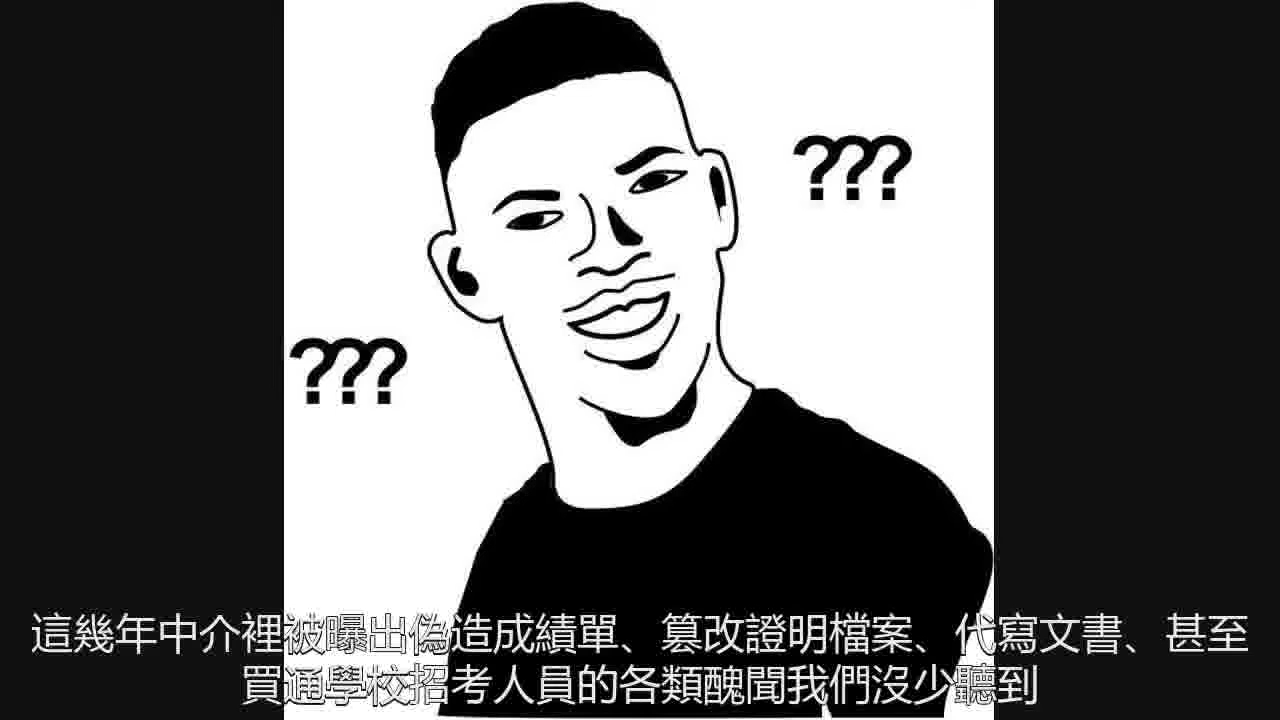 ???
???
這幾年中介裡被曝出偽造成績單、篡改證明檔案、代寫文書、甚至
買通學校招考人員的各類醜聞我們沒少聽到